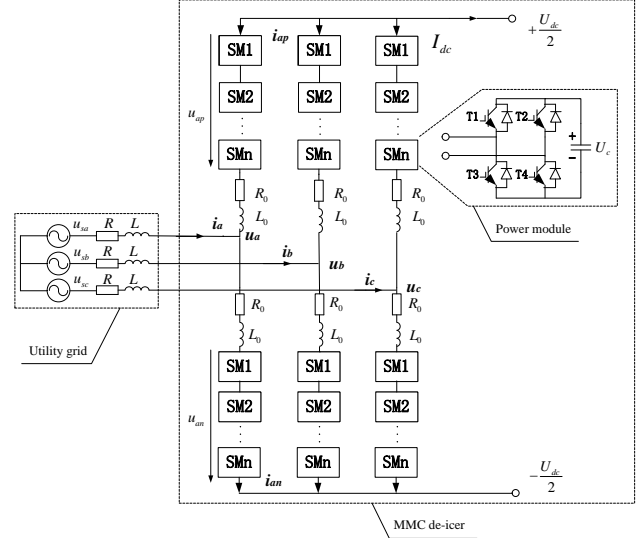 i_ap
+ U_dc/2
I_dc
SM1 SM1 SM1
u_ap
SM2 SM2 SM2
T1 T2
+
U_c
−
T3 T4
SMn SMn SMn
R_0 R_0 R_0
Power module
L_0 L_0 L_0
u_sa R L
i_a
u_a
u_sb R L
i_b
u_b
u_sc R L
i_c
u_c
R_0 R_0 R_0
Utility grid
L_0 L_0 L_0
SM1 SM1 SM1
u_an
SM2 SM2 SM2
SMn SMn SMn
i_an
− U_dc/2
MMC de-icer